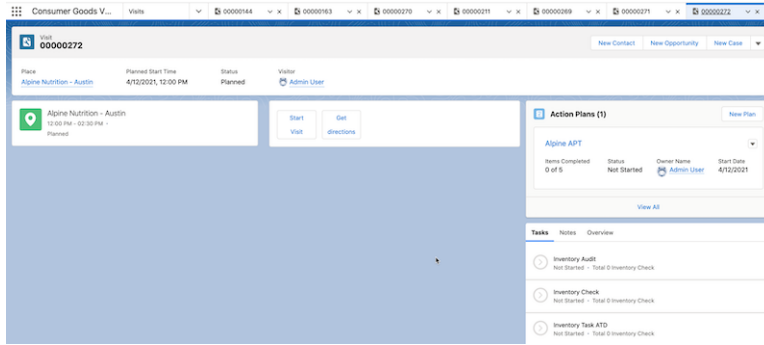 Consumer Goods V... Visits 00000144 00000163 00000270 00000211 00000269 00000271 00000272
Visit
00000272
New Contact New Opportunity New Case
Place Planned Start Time Status Visitor
Alpine Nutrition - Austin 4/12/2021, 12:00 PM Planned Admin User
Alpine Nutrition - Austin
12:00 PM - 02:30 PM •
Planned
Start
Visit
Get
directions
Action Plans (1) New Plan
Alpine APT
Items Completed Status Owner Name Start Date
0 of 5 Not Started Admin User 4/12/2021
View All
Tasks Notes Overview
Inventory Audit
Not Started • Total 0 Inventory Check
Inventory Check
Not Started • Total 0 Inventory Check
Inventory Task ATD
Not Started • Total 0 Inventory Check